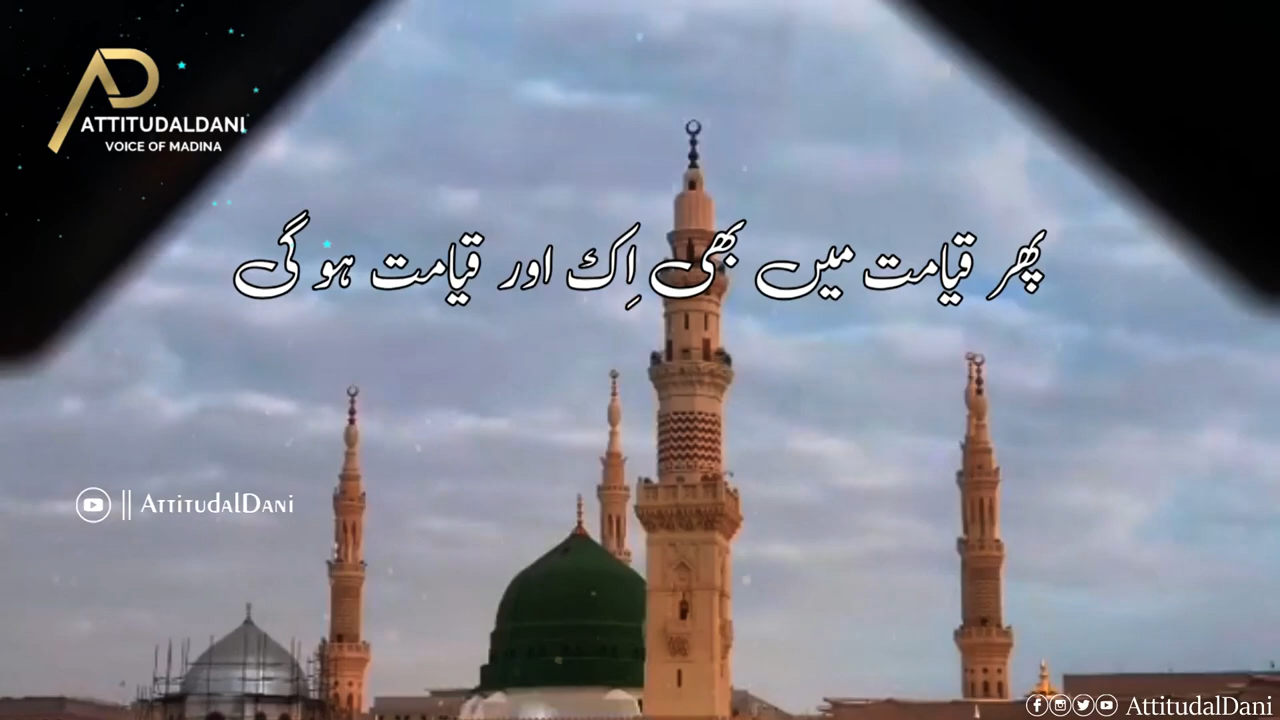 ATTITUDALDANI
VOICE OF MADINA
پھر قیامت میں بھی اِک اور قیامت ہو گی
|| AttitudalDani
AttitudalDani